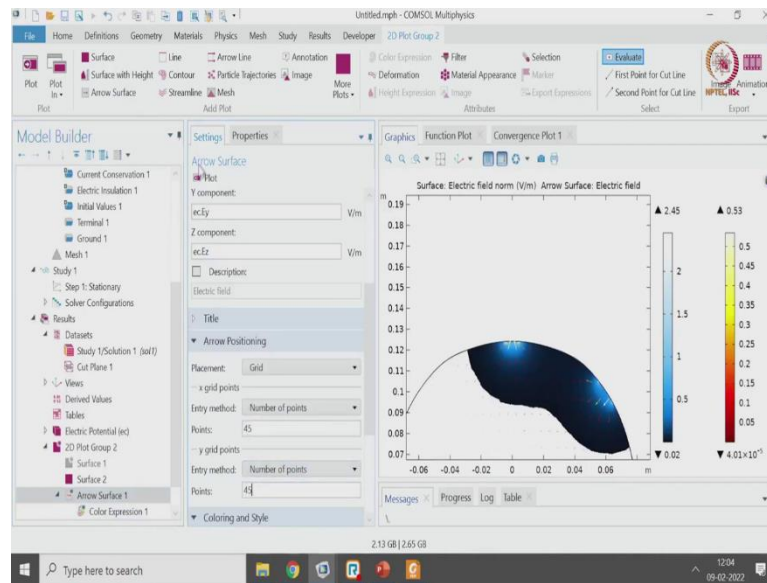 Untitled.mph - COMSOL Multiphysics
File Home Definitions Geometry Materials Physics Mesh Study Results Developer 2D Plot Group 2
Plot
Plot In
Surface
Surface with Height
Arrow Surface
Line
Contour
Streamline
Arrow Line
Particle Trajectories
Mesh
Annotation
Image
More Plots
Color Expression
Deformation
Height Expression
Filter
Material Appearance
Image
Selection
Marker
Export Expressions
Evaluate
First Point for Cut Line
Second Point for Cut Line
Image
Animation
NPTEL, IISc
Plot
Add Plot
Attributes
Select
Export
Model Builder
Current Conservation 1
Electric Insulation 1
Initial Values 1
Terminal 1
Ground 1
Mesh 1
Study 1
Step 1: Stationary
Solver Configurations
Results
Datasets
Study 1/Solution 1 (sol1)
Cut Plane 1
Views
Derived Values
Tables
Electric Potential (ec)
2D Plot Group 2
Surface 1
Surface 2
Arrow Surface 1
Color Expression 1
Settings Properties
Arrow Surface
Plot
Y component:
ec.Ey V/m
Z component:
ec.Ez V/m
Description:
Electric field
Title
Arrow Positioning
Placement: Grid
x grid points
Entry method: Number of points
Points: 45
y grid points
Entry method: Number of points
Points: 45
Coloring and Style
Graphics Function Plot Convergence Plot 1
Surface: Electric field norm (V/m) Arrow Surface: Electric field
m
0.19
0.18
0.17
0.16
0.15
0.14
0.13
0.12
0.11
0.1
0.09
0.08
0.07
-0.06 -0.04 -0.02 0 0.02 0.04 0.06 m
▲ 2.45
2
1.5
1
0.5
▼ 0.02
▲ 0.53
0.5
0.45
0.4
0.35
0.3
0.25
0.2
0.15
0.1
0.05
▼ 4.01×10⁻⁵
Messages Progress Log Table
2.13 GB | 2.65 GB
Type here to search
12:04
09-02-2022